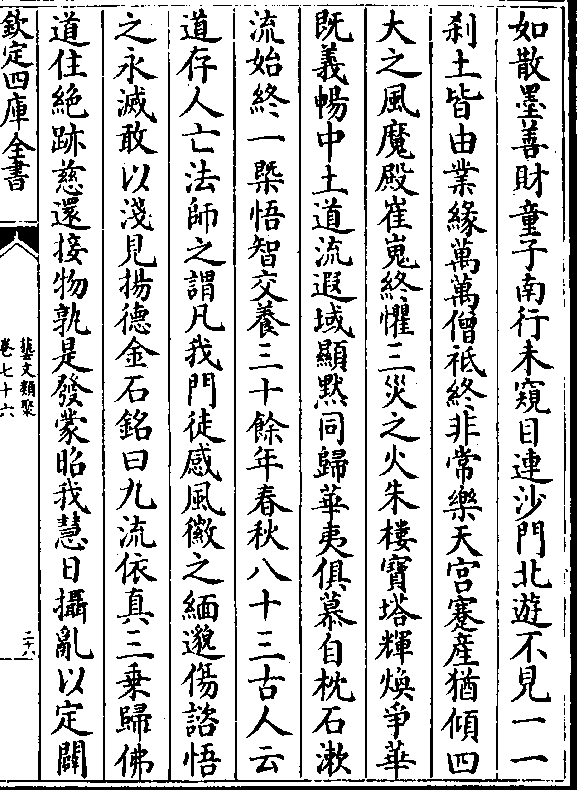 如散墨善財童子南行未窺目連沙門北遊不見一一
刹土皆由業緣萬萬僧祗終非常樂天宫蹇産猶傾四
大之風魔殿崔嵬終懼三災之火朱樓寶塔輝煥爭華
既義暢中土道流遐域顯默同歸華夷俱慕自枕石漱
流始終一槩悟智交養三十餘年春秋八十三古人云
道存人亡法師之謂凡我門徒感風徽之緬邈傷諮悟
之永滅敢以淺見揚德金石銘曰九流依真三乗歸佛
道住絶跡慈還接物孰是發蒙昭我慧日攝亂以定闢
欽定四庫全書
藝文類聚
卷七十六
三十八